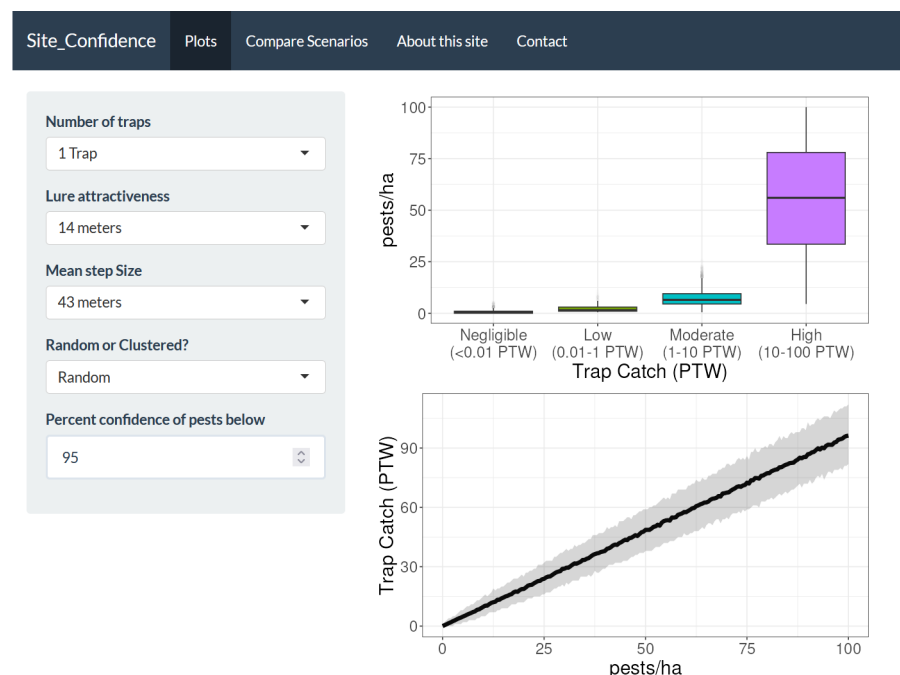 Site_Confidence Plots Compare Scenarios About this site Contact
Number of traps
1 Trap
Lure attractiveness
14 meters
Mean step Size
43 meters
Random or Clustered?
Random
Percent confidence of pests below
95
pests/ha
100
75
50
25
0
Negligible Low Moderate High
(<0.01 PTW) (0.01-1 PTW) (1-10 PTW) (10-100 PTW)
Trap Catch (PTW)
Trap Catch (PTW)
90
60
30
0
0 25 50 75 100
pests/ha